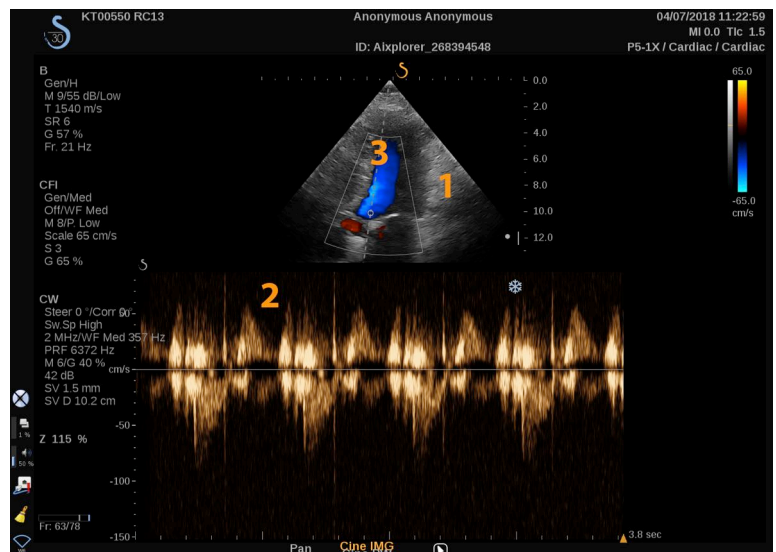 KT00550 RC13
Anonymous Anonymous
04/07/2018 11:22:59
30
MI 0.0 TIc 1.5
ID: Aixplorer_268394548
P5-1X / Cardiac / Cardiac
B
Gen/H
M 9/55 dB/Low
T 1540 m/s
SR 6
G 57 %
Fr. 21 Hz
0.0
2.0
4.0
6.0
8.0
10.0
12.0
65.0
-65.0
cm/s
3
1
CFI
Gen/Med
Off/WF Med
M 8/P. Low
Scale 65 cm/s
S 3
G 65 %
CW
Steer 0 °/Corr 0°
Sw.Sp High
2 MHz/WF Med 357 Hz
PRF 6372 Hz
M 6/G 40 %
42 dB
SV 1.5 mm
SV D 10.2 cm
2
cm/s
-50
-100
-150
Z 115 %
1 %
50 %
Fr: 63/78
3.8 sec
Pan
Cine IMG